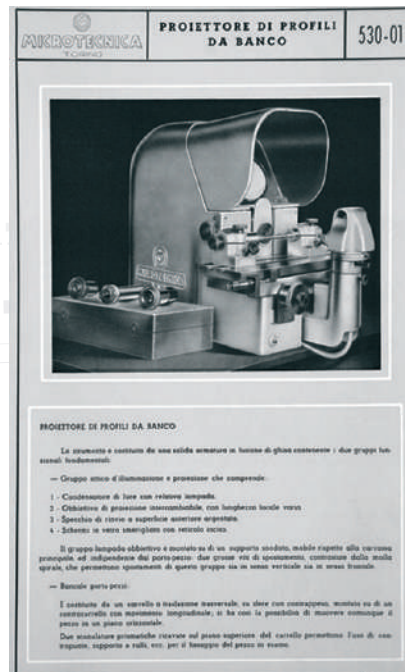 MICROTECNICA
TORINO
PROIETTORE DI PROFILI
DA BANCO
530-01
MICROTECNICA
PROIETTORE DI PROFILI DA BANCO
Lo strumento è costituito da una solida armatura in fusione di ghisa contenente i due gruppi fun-
zionali fondamentali:
— Gruppo ottico d'illuminazione e proiezione che comprende:
1 - Condensatore di luce con relativa lampada.
2 - Obbiettivo di proiezione intercambiabile, con lunghezza focale varia.
3 - Specchio di rinvio a superficie anteriore argentata.
4 - Schermo in vetro smerigliato con reticolo inciso.
Il gruppo lampada obbiettivo è montato su di un supporto snodato, mobile rispetto alla carcassa
principale, ed indipendente dal porta-pezzo: due grosse viti di spostamento, contrastate dalla molla
spirale, che permettono spostamenti di questo gruppo sia in senso verticale sia in senso frontale.
— Bancale porta-pezzi:
È costituito da un carrello a traslazione trasversale, su slave con contrappeso, montato su di un
controcarrello con movimento longitudinale; si ha così la possibilità di muovere comunque il
pezzo in un piano orizzontale.
Due scanalature prismatiche ricavate sul piano superiore del carrello permettono l'uso di con-
tropunte, supporto a rulli, ecc. per il fissaggio del pezzo in esame.